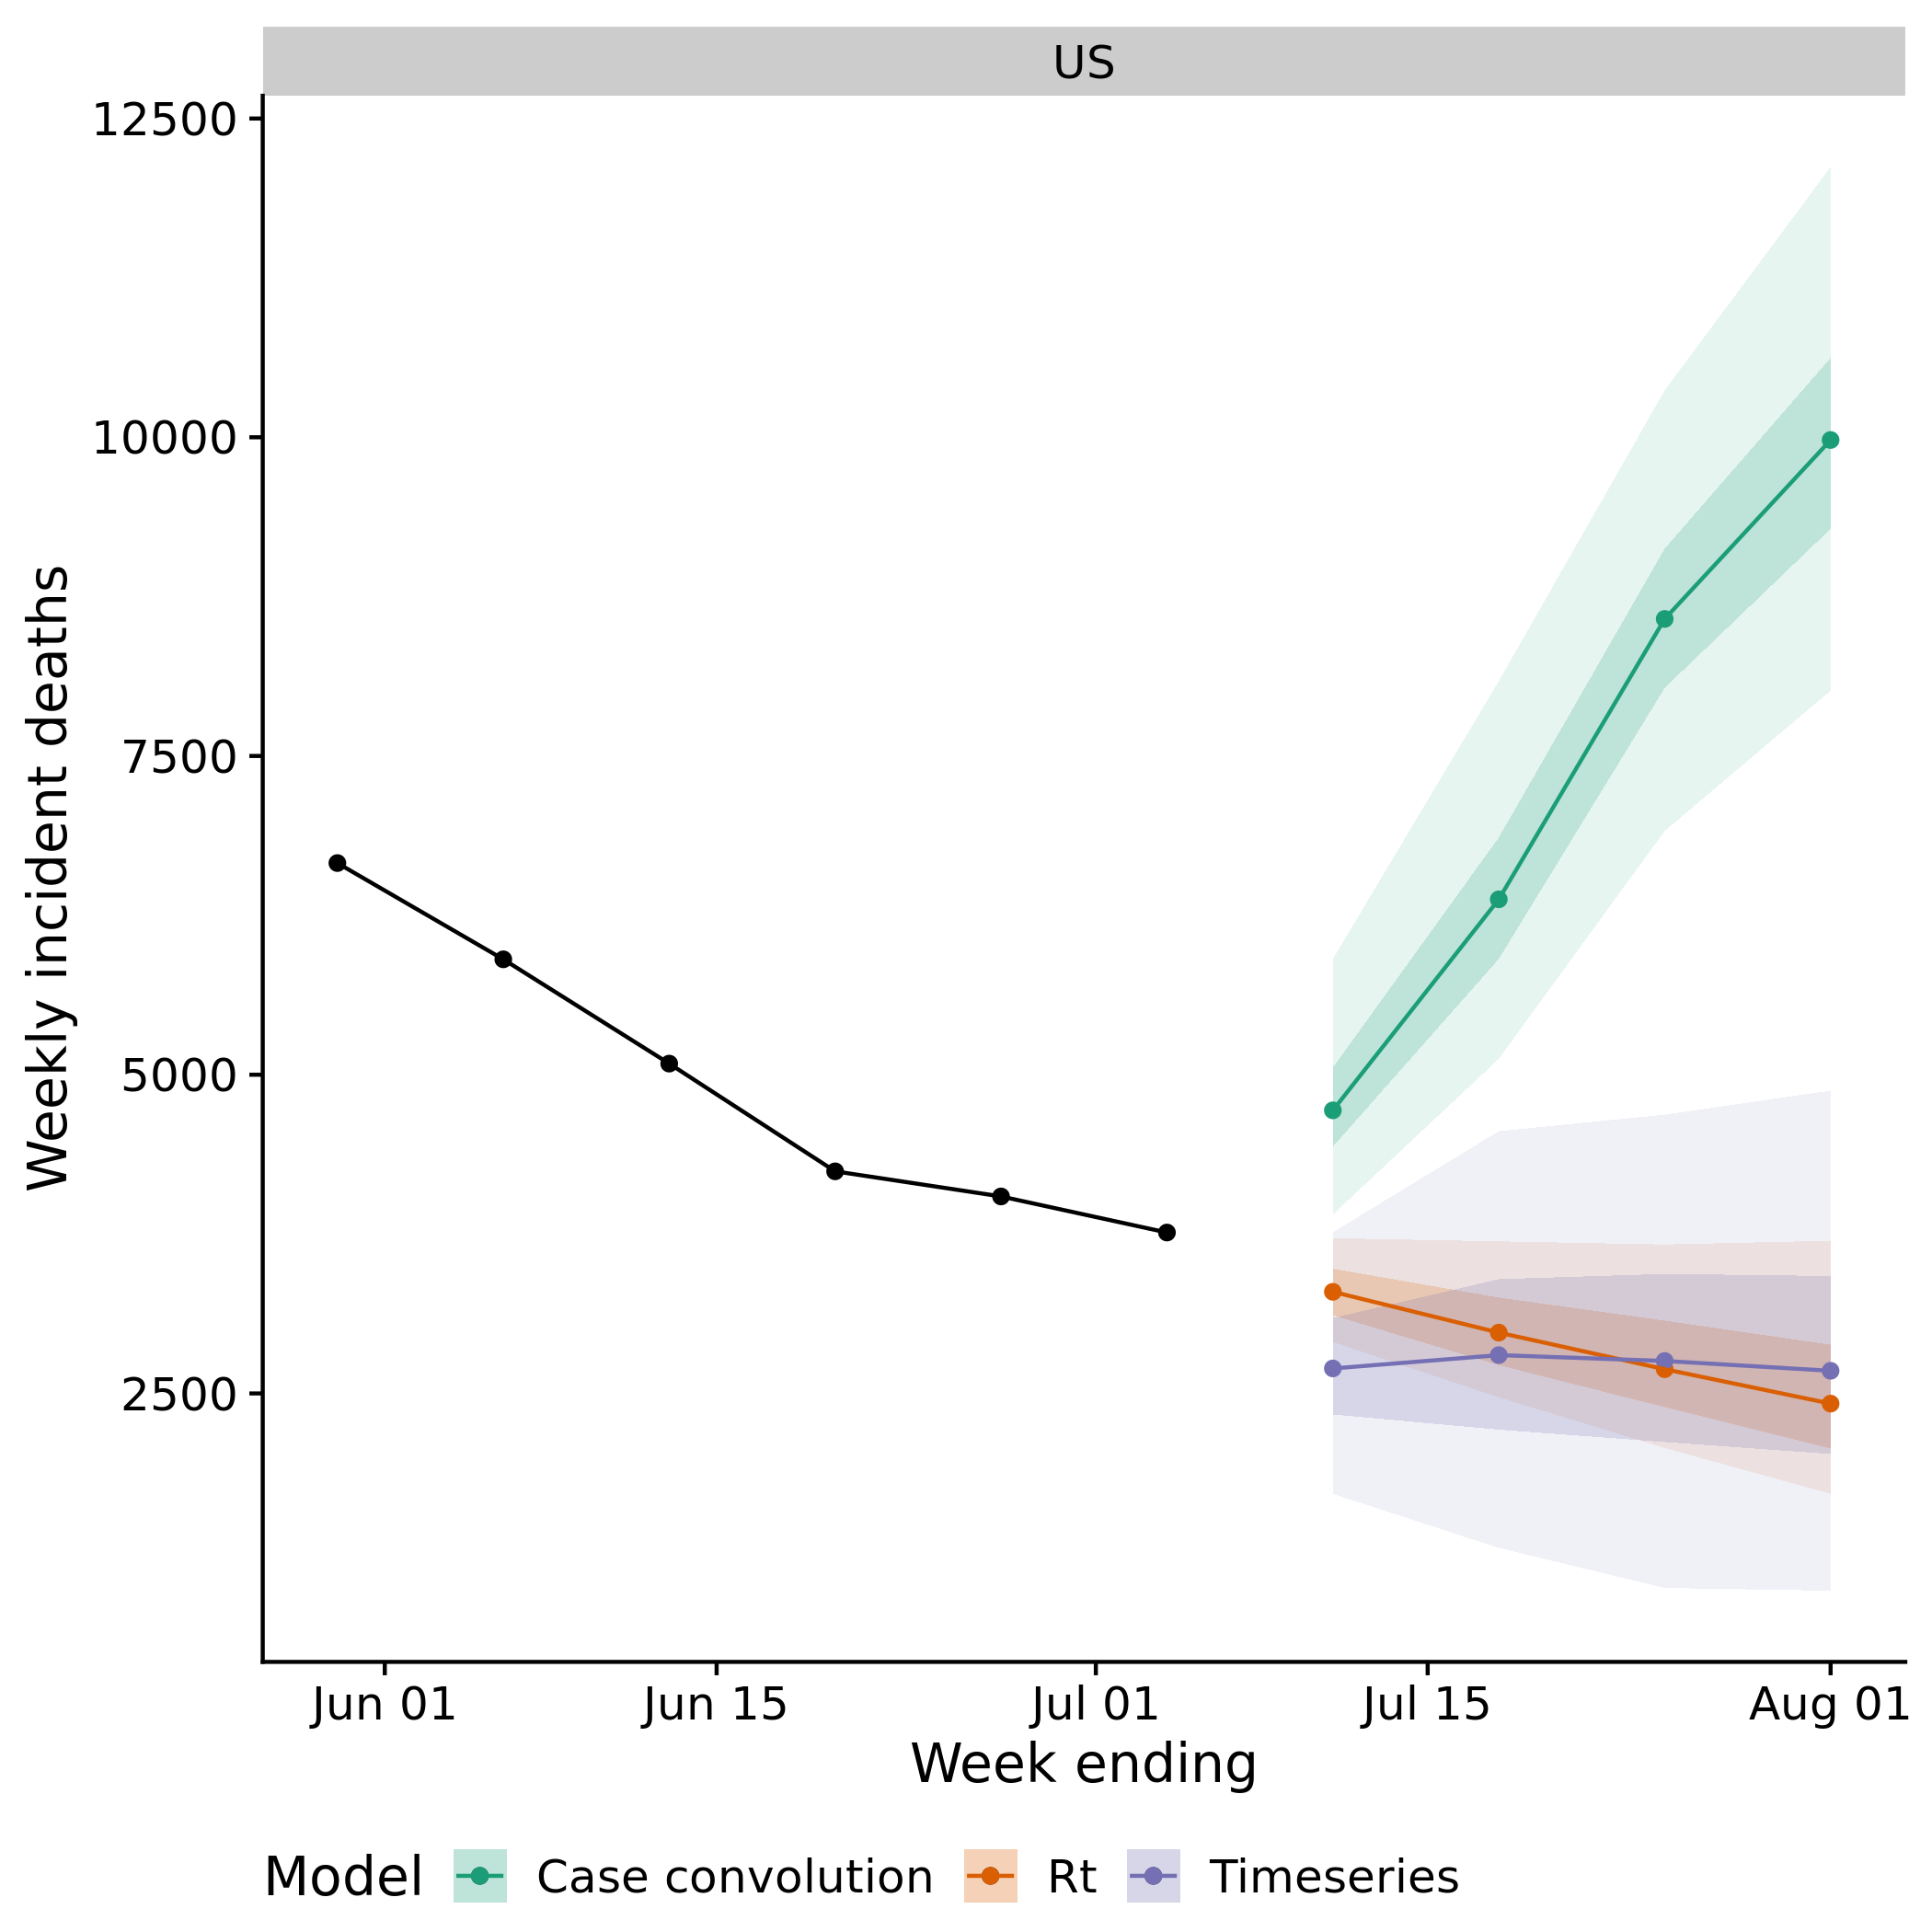 US
12500
10000
7500
5000
2500
Weekly incident deaths
Jun 01 Jun 15 Jul 01 Jul 15 Aug 01
Week ending
Model Case convolution Rt Timeseries